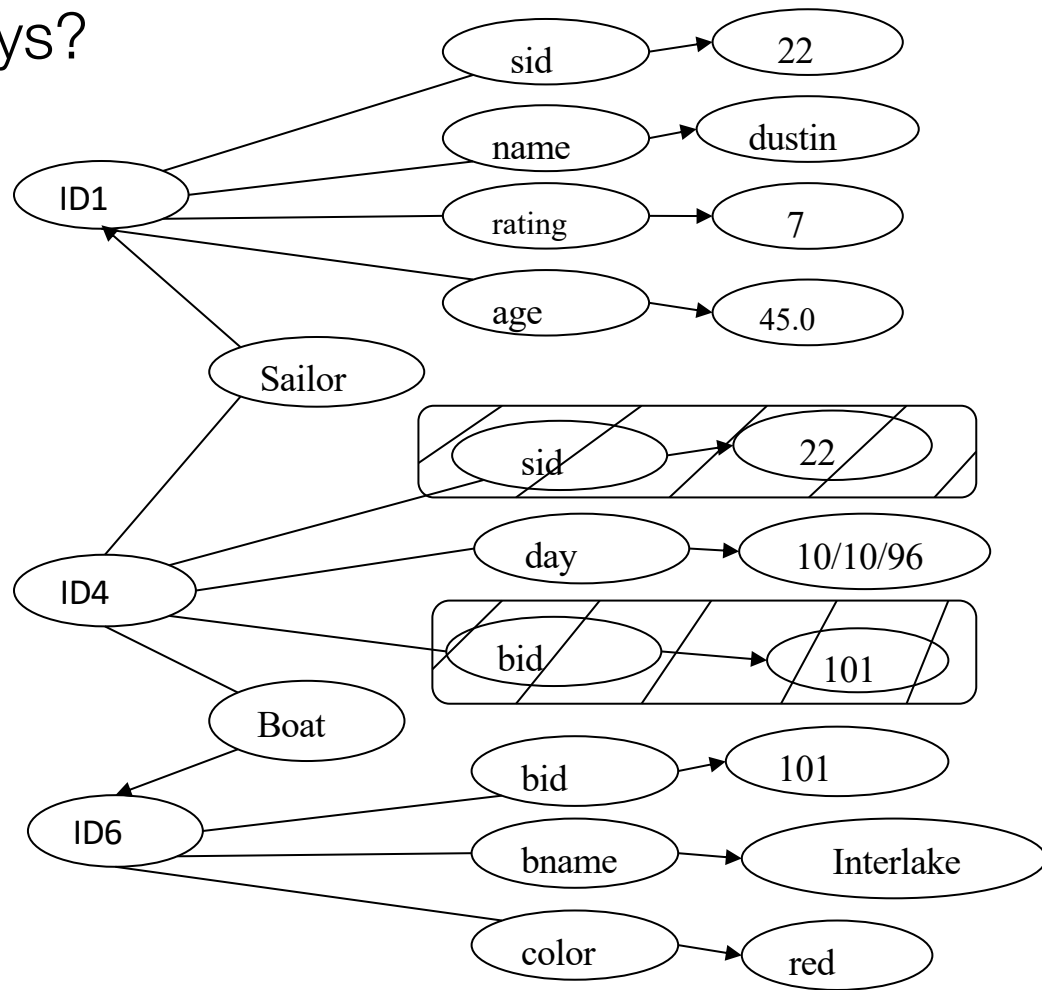 ys?
sid
22
name
dustin
ID1
rating
7
age
45.0
Sailor
sid
22
day
10/10/96
ID4
bid
101
Boat
bid
101
ID6
bname
Interlake
color
red